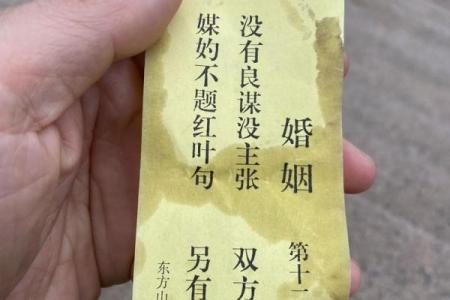 婚姻 第十二
没有良谋没主张 双方
媒妁不题红叶句 另有
东方山